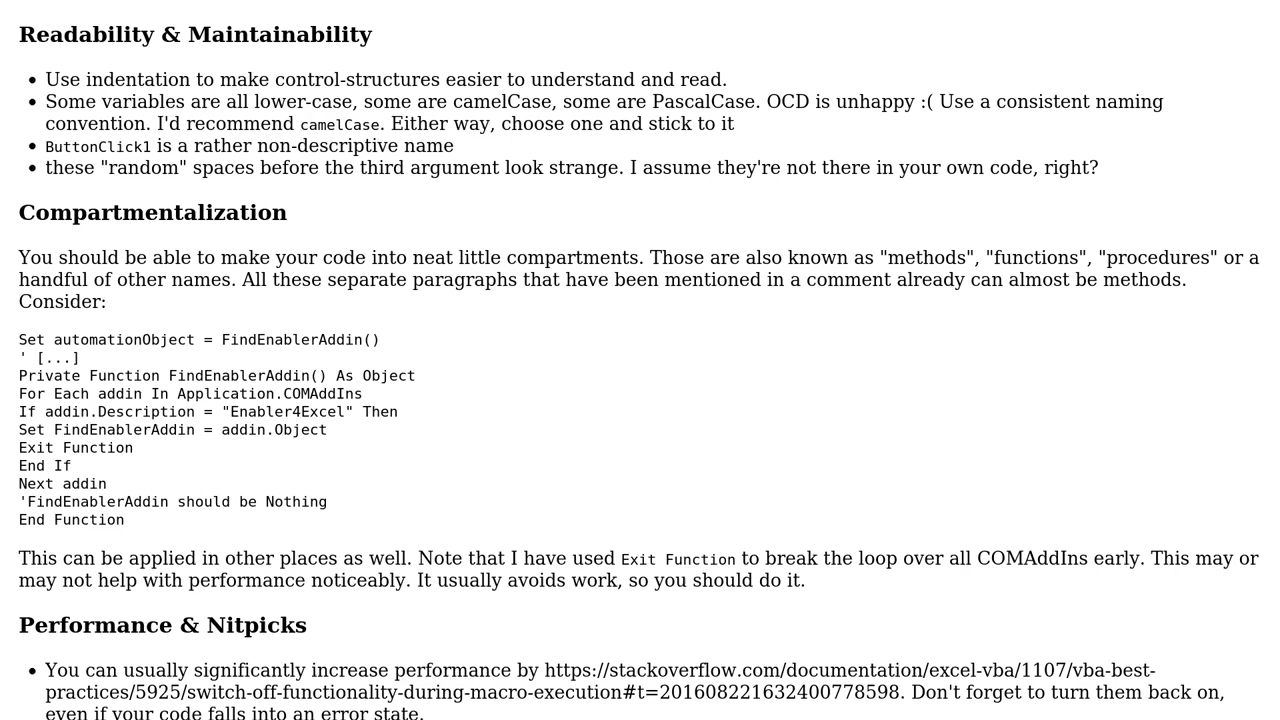 Readability & Maintainability
Use indentation to make control-structures easier to understand and read.
Some variables are all lower-case, some are camelCase, some are PascalCase. OCD is unhappy :( Use a consistent naming
convention. I'd recommend camelCase. Either way, choose one and stick to it
ButtonClick1 is a rather non-descriptive name
these "random" spaces before the third argument look strange. I assume they're not there in your own code, right?
Compartmentalization
You should be able to make your code into neat little compartments. Those are also known as "methods", "functions", "procedures" or a
handful of other names. All these separate paragraphs that have been mentioned in a comment already can almost be methods.
Consider:
Set automationObject = FindEnablerAddin()
' [...]
Private Function FindEnablerAddin() As Object
For Each addin In Application.COMAddIns
If addin.Description = "Enabler4Excel" Then
Set FindEnablerAddin = addin.Object
Exit Function
End If
Next addin
'FindEnablerAddin should be Nothing
End Function
This can be applied in other places as well. Note that I have used Exit Function to break the loop over all COMAddIns early. This may or
may not help with performance noticeably. It usually avoids work, so you should do it.
Performance & Nitpicks
You can usually significantly increase performance by https://stackoverflow.com/documentation/excel-vba/1107/vba-best-
practices/5925/switch-off-functionality-during-macro-execution#t=201608221632400778598. Don't forget to turn them back on,
even if your code falls into an error state.